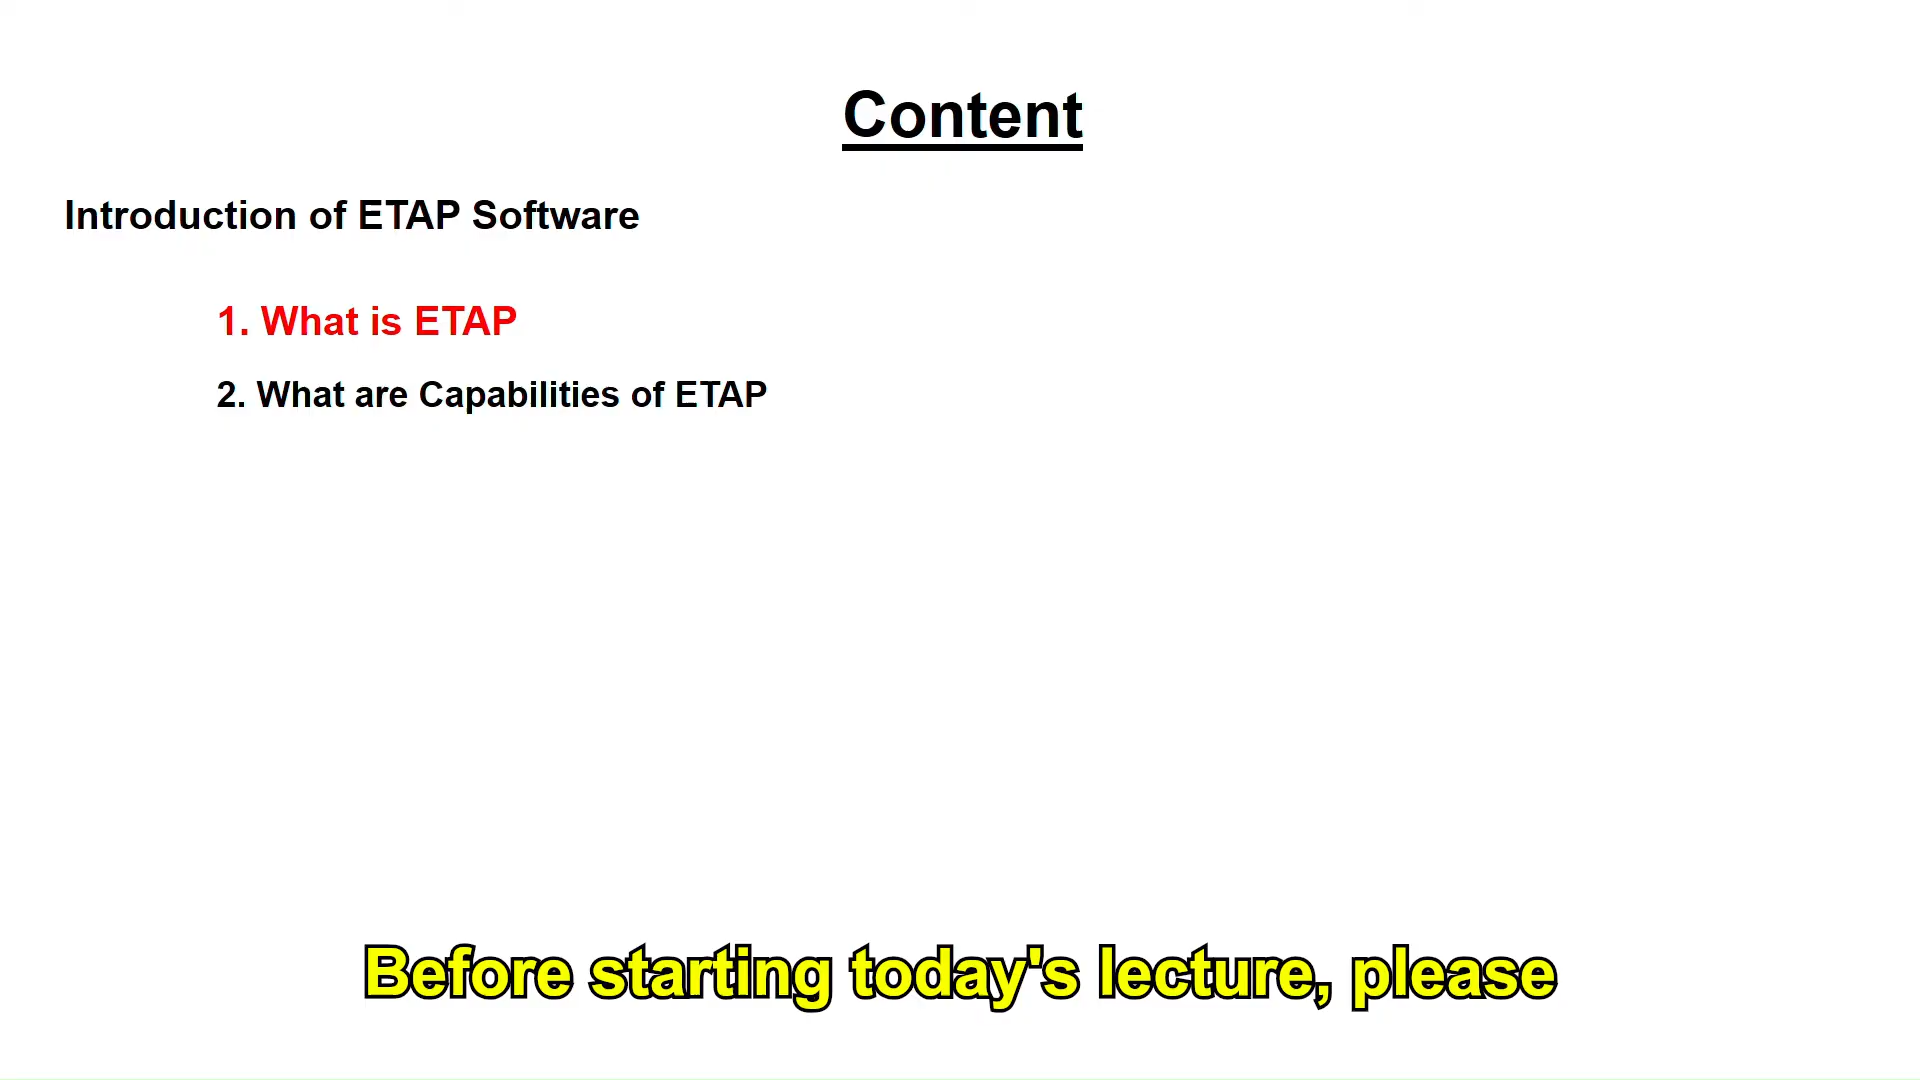 Content
Introduction of ETAP Software
1. What is ETAP
2. What are Capabilities of ETAP
Before starting today's lecture, please